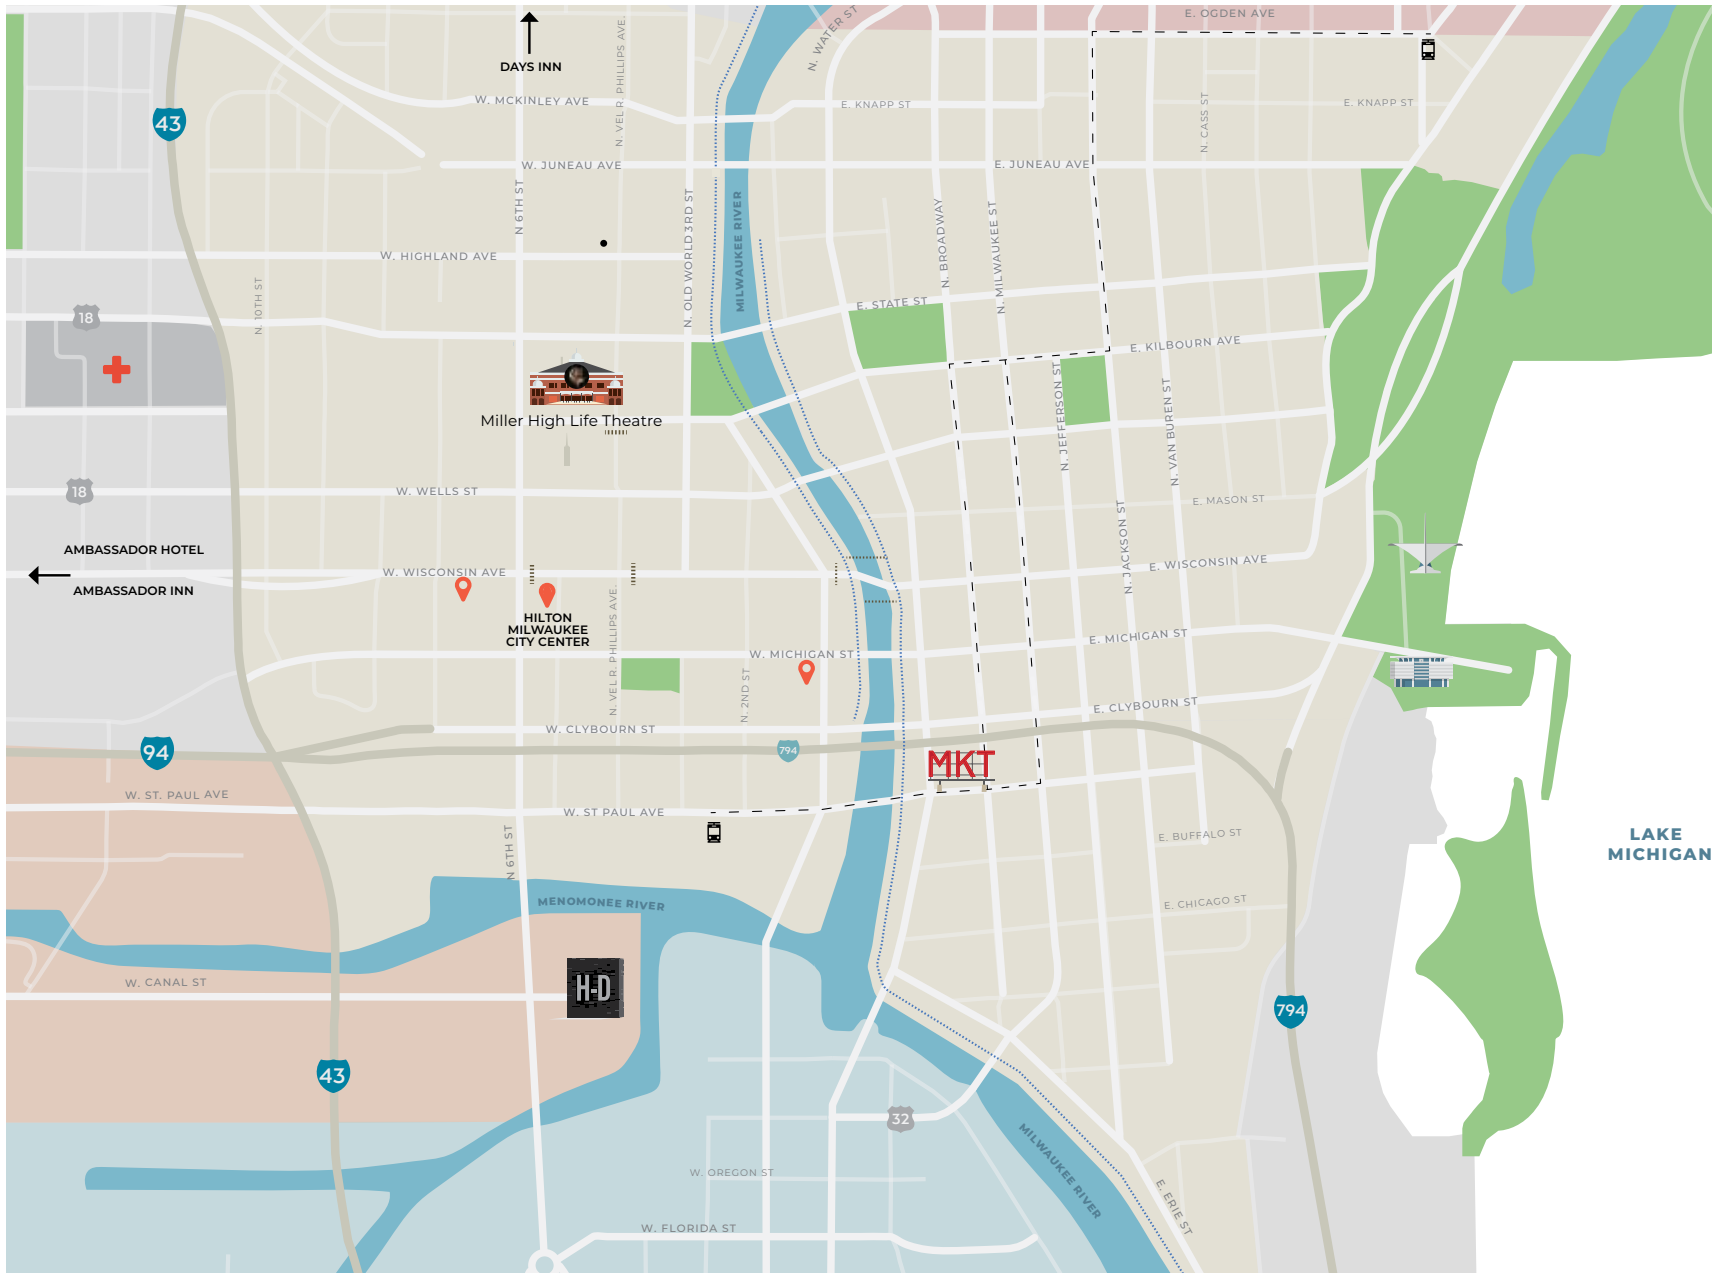 E. OGDEN AVE
N. WATER ST
DAYS INN
N. VEL R. PHILLIPS AVE.
W. MCKINLEY AVE
E. KNAPP ST
E. KNAPP ST
N. CASS ST
43
W. JUNEAU AVE
E. JUNEAU AVE
N 6TH ST
N. OLD WORLD 3RD ST
MILWAUKEE RIVER
N. BROADWAY
N. MILWAUKEE ST
W. HIGHLAND AVE
N. 10TH ST
E. STATE ST
18
E. KILBOURN AVE
N. JEFFERSON ST
N. VAN BUREN ST
Miller High Life Theatre
18
W. WELLS ST
E. MASON ST
N. JACKSON ST
AMBASSADOR HOTEL
W. WISCONSIN AVE
E. WISCONSIN AVE
AMBASSADOR INN
HILTON
MILWAUKEE
CITY CENTER
N. VEL R. PHILLIPS AVE.
W. MICHIGAN ST
E. MICHIGAN ST
N. 2ND ST
E. CLYBOURN ST
W. CLYBOURN ST
94
794
MKT
W. ST. PAUL AVE
W. ST PAUL AVE
E. BUFFALO ST
LAKE
MICHIGAN
N 6TH ST
MENOMONEE RIVER
E. CHICAGO ST
W. CANAL ST
H-D
794
43
32
MILWAUKEE RIVER
W. OREGON ST
E. ERIE ST
W. FLORIDA ST